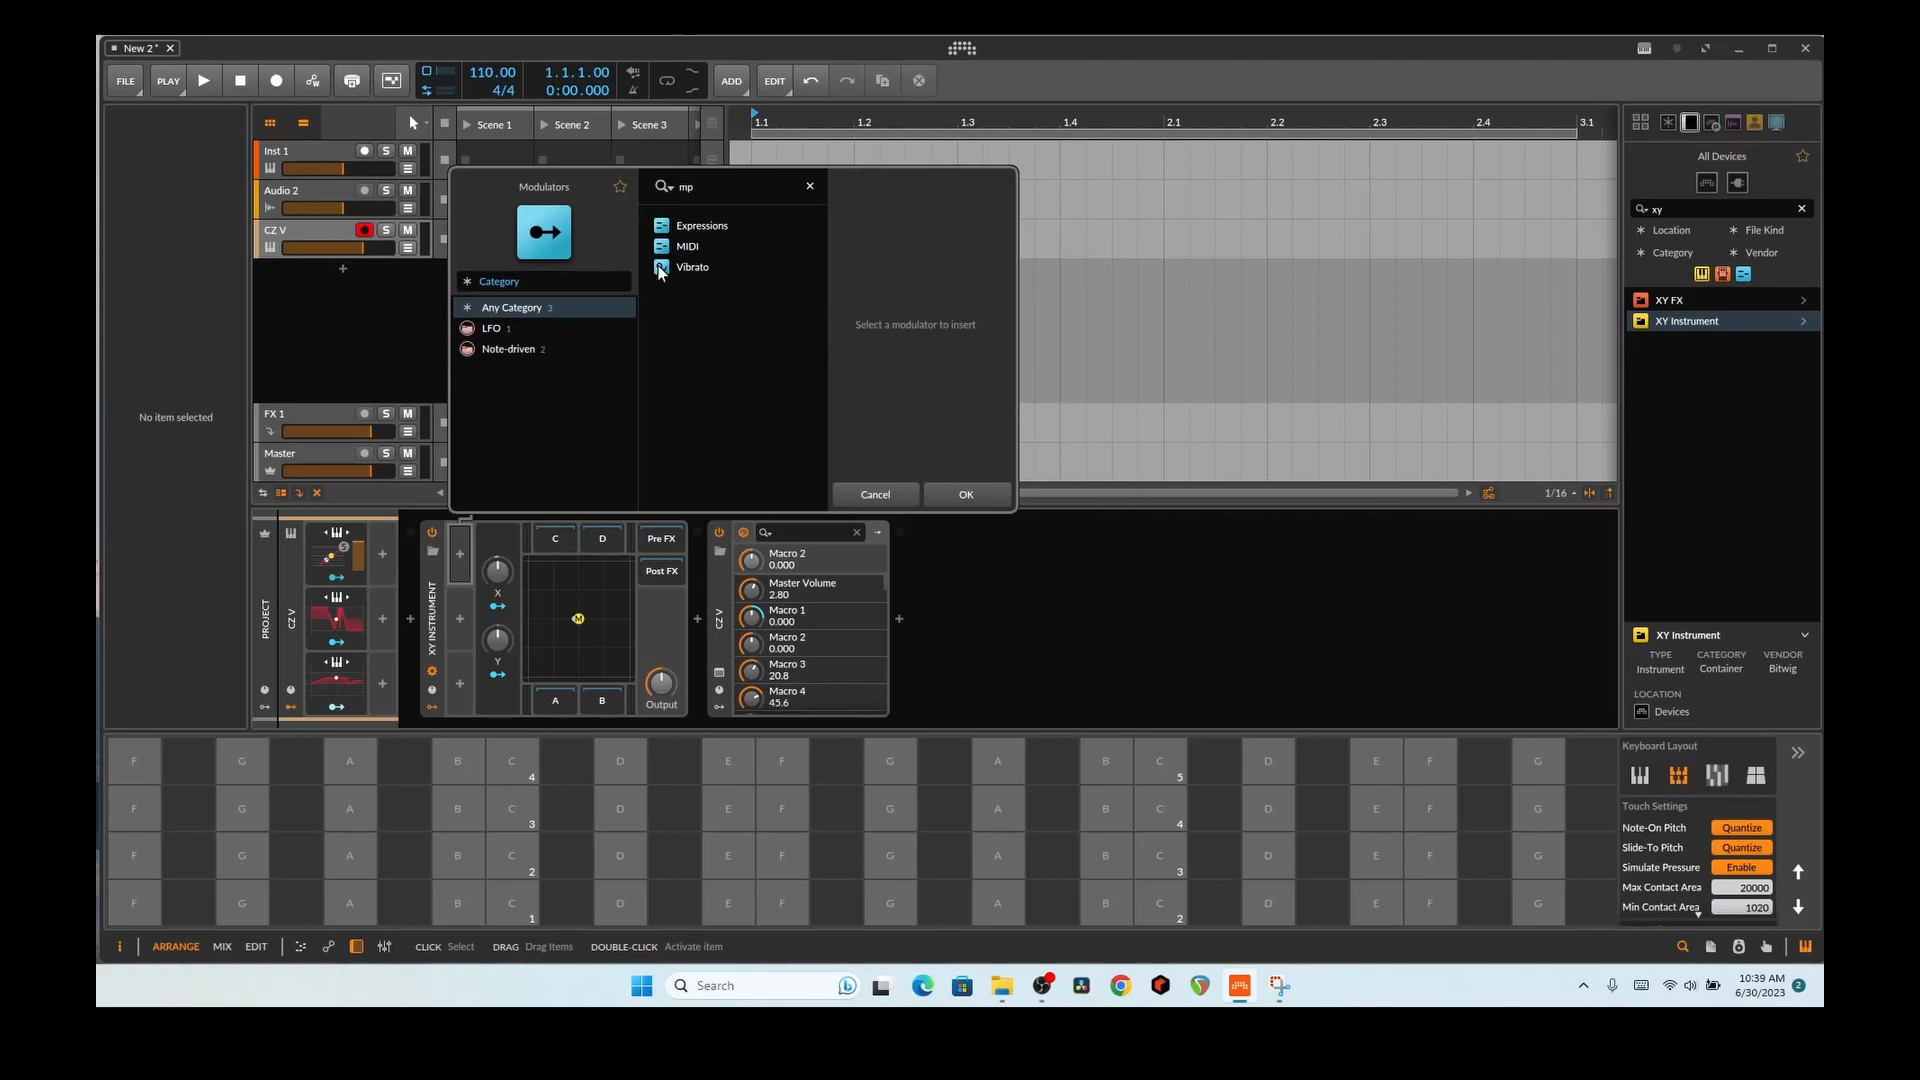 New 2*
FILE
PLAY
110.00
4/4
1.1.1.00
0:00.000
ADD
EDIT
Scene 1
Scene 2
Scene 3
1.1
1.2
1.3
1.4
2.1
2.2
2.3
2.4
3.1
Inst 1
S
M
Audio 2
S
M
CZ V
S
M
FX 1
S
M
Master
S
M
No item selected
Modulators
Category
Any Category 3
LFO 1
Note-driven 2
mp
Expressions
MIDI
Vibrato
Select a modulator to insert
Cancel
OK
1/16
All Devices
xy
Location
File Kind
Category
Vendor
XY FX
XY Instrument
XY Instrument
TYPE
CATEGORY
VENDOR
Instrument
Container
Bitwig
LOCATION
Devices
PROJECT
CZ V
S
XY INSTRUMENT
X
Y
C
D
M
A
B
Pre FX
Post FX
Output
CZ V
Macro 2
0.000
Master Volume
2.80
Macro 1
0.000
Macro 2
0.000
Macro 3
20.8
Macro 4
45.6
F G A B C 4 D E F G A B C 5 D E F G
F G A B C 3 D E F G A B C 4 D E F G
F G A B C 2 D E F G A B C 3 D E F G
F G A B C 1 D E F G A B C 2 D E F G
Keyboard Layout
Touch Settings
Note-On Pitch Quantize
Slide-To Pitch Quantize
Simulate Pressure Enable
Max Contact Area 20000
Min Contact Area 1020
i
ARRANGE
MIX
EDIT
CLICK Select
DRAG Drag Items
DOUBLE-CLICK Activate item
Search
10:39 AM
6/30/2023
2